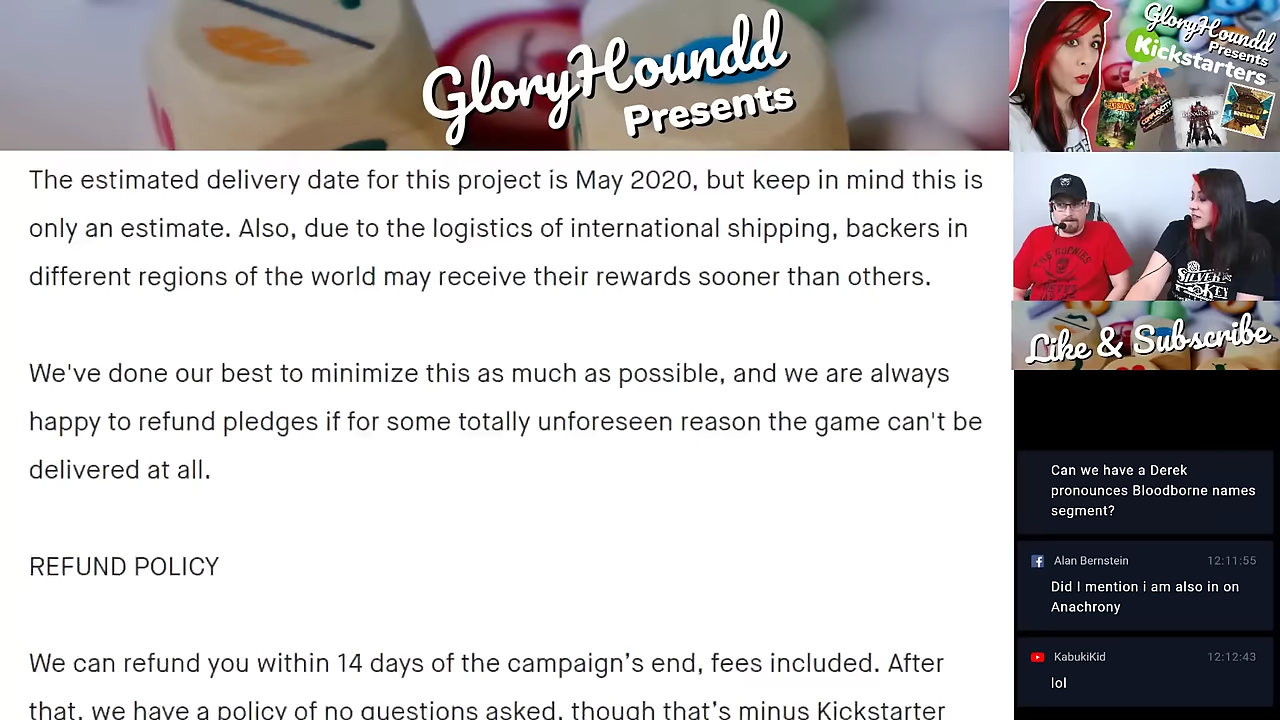 GloryHoundd
Presents
The estimated delivery date for this project is May 2020, but keep in mind this is
only an estimate. Also, due to the logistics of international shipping, backers in
different regions of the world may receive their rewards sooner than others.
We've done our best to minimize this as much as possible, and we are always
happy to refund pledges if for some totally unforeseen reason the game can't be
delivered at all.
REFUND POLICY
We can refund you within 14 days of the campaign’s end, fees included. After
that, we have a policy of no questions asked, though that’s minus Kickstarter
GloryHoundd
Presents
Kickstarters
SILVER
KEY
Like & Subscribe
Can we have a Derek
pronounces Bloodborne names
segment?
Alan Bernstein 12:11:55
Did I mention i am also in on
Anachrony
KabukiKid 12:12:43
lol